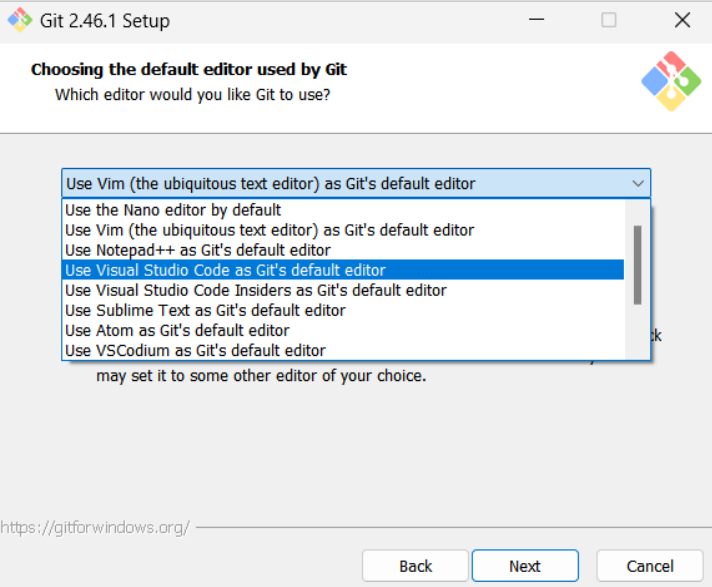 Git 2.46.1 Setup
Choosing the default editor used by Git
Which editor would you like Git to use?
Use Vim (the ubiquitous text editor) as Git's default editor
Use the Nano editor by default
Use Vim (the ubiquitous text editor) as Git's default editor
Use Notepad++ as Git's default editor
Use Visual Studio Code as Git's default editor
Use Visual Studio Code Insiders as Git's default editor
Use Sublime Text as Git's default editor
Use Atom as Git's default editor
Use VSCodium as Git's default editor
may set it to some other editor of your choice.
https://gitforwindows.org/
Back Next Cancel